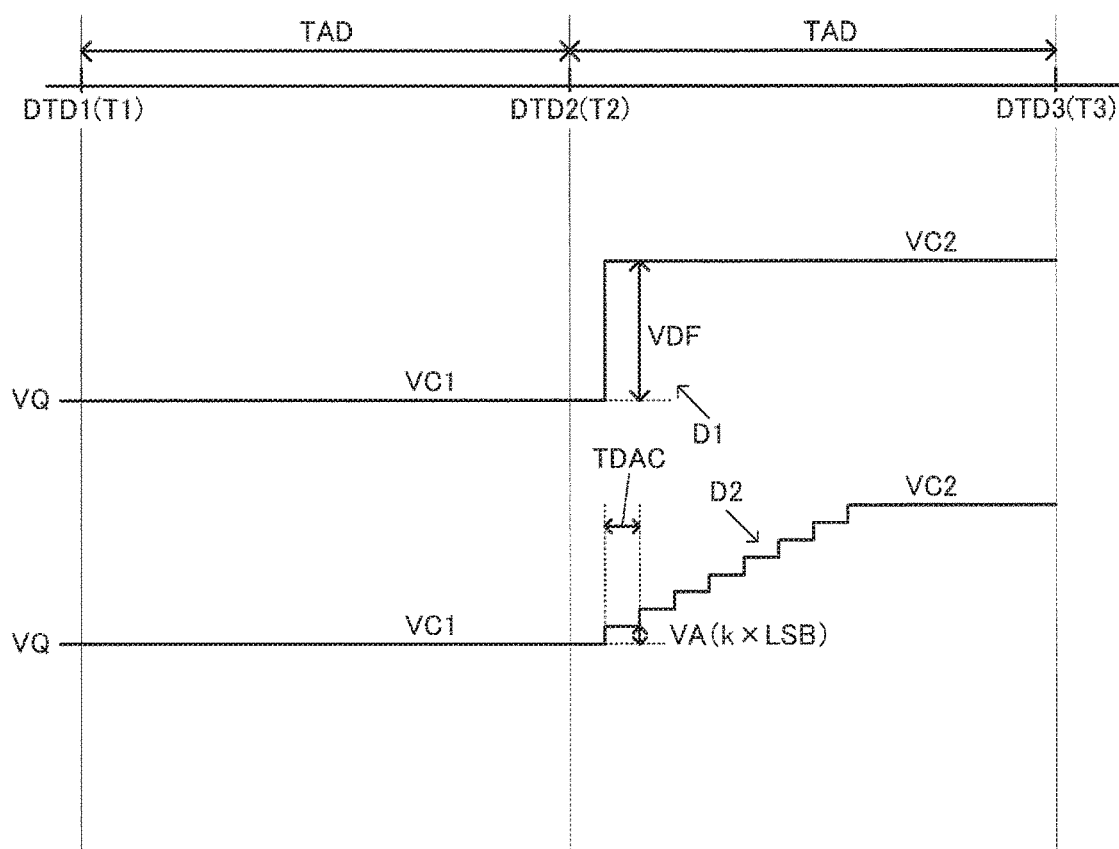 TAD TAD
DTD1(T1) DTD2(T2) DTD3(T3)
VC2
VDF
VC1
VQ
D1
TDAC
D2
VC2
VC1
VQ
VA(k×LSB)